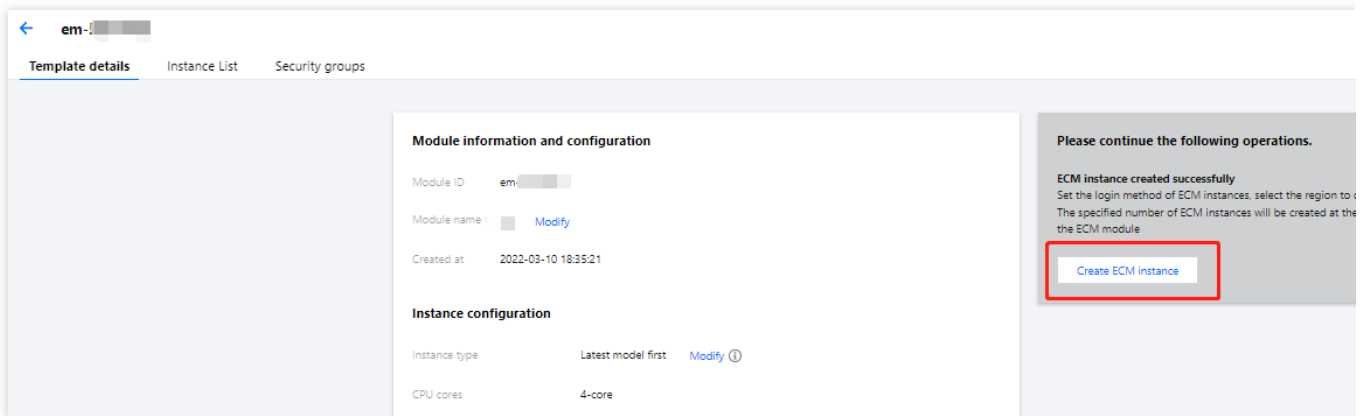 em-
Template details Instance List Security groups
Module information and configuration
Module ID em-
Module name Modify
Created at 2022-03-10 18:35:21
Instance configuration
Instance type Latest model first Modify
CPU cores 4-core
Please continue the following operations.
ECM instance created successfully
Set the login method of ECM instances, select the region to
The specified number of ECM instances will be created at the
the ECM module
Create ECM instance